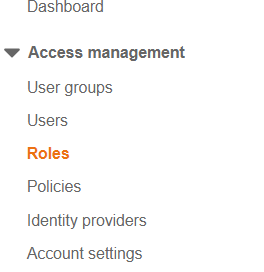 Dashboard
Access management
User groups
Users
Roles
Policies
Identity providers
Account settings